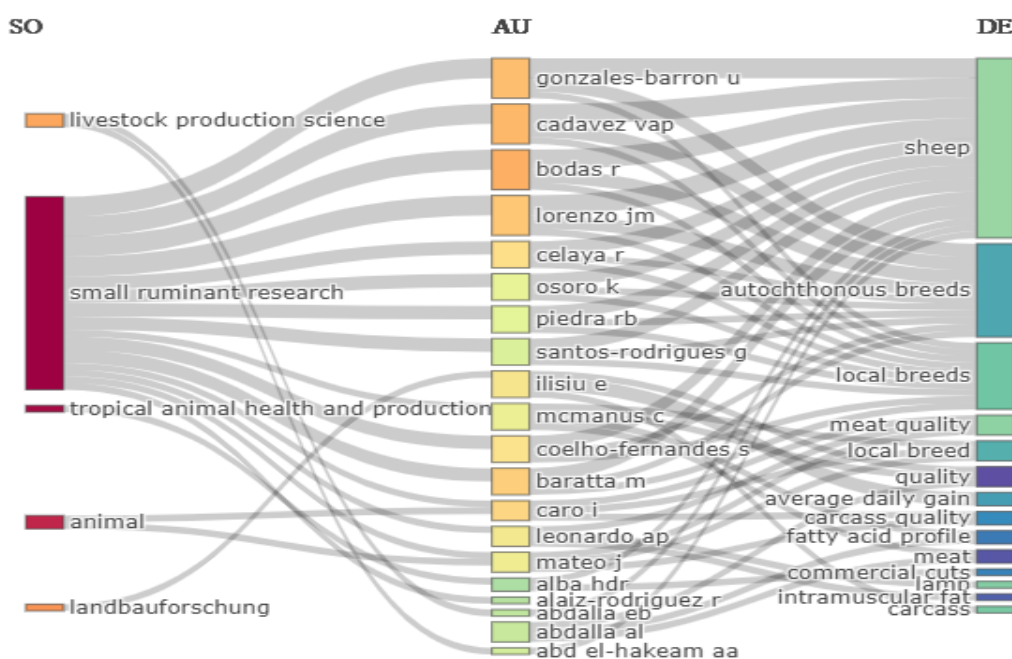 SO
AU
DE
livestock production science
small ruminant research
tropical animal health and production
animal
landbauforschung
gonzales-barron u
cadavez vap
bodas r
lorenzo jm
celaya r
osoro k
piedra rb
santos-rodrigues g
ilisiu e
mcmanus c
coelho-fernandes s
baratta m
caro i
leonardo ap
mateo j
alba hdr
alaiz-rodriguez r
abdalla eb
abdalla al
abd el-hakeam aa
sheep
autochthonous breeds
local breeds
meat quality
local breed
quality
average daily gain
carcass quality
fatty acid profile
meat
commercial cuts
lamb
intramuscular fat
carcass